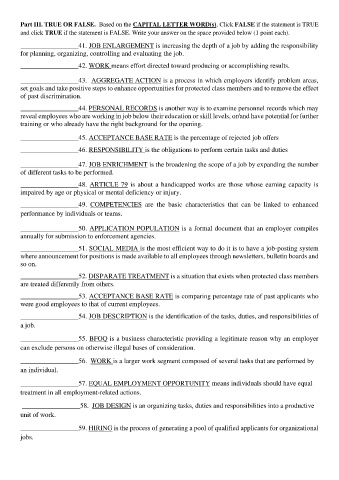 Part III. TRUE OR FALSE. Based on the CAPITAL LETTER WORD(s). Click FALSE if the statement is TRUE
and click TRUE if the statement is FALSE. Write your answer on the space provided below (1 point each).
__________________41. JOB ENLARGEMENT is increasing the depth of a job by adding the responsibility
for planning, organizing, controlling and evaluating the job.
__________________42. WORK means effort directed toward producing or accomplishing results.
__________________43. AGGREGATE ACTION is a process in which employers identify problem areas,
set goals and take positive steps to enhance opportunities for protected class members and to remove the effect
of past discrimination.
__________________44. PERSONAL RECORDS is another way is to examine personnel records which may
reveal employees who are working in job below their education or skill levels. or/and have potential for further
training or who already have the right background for the opening.
__________________45. ACCEPTANCE BASE RATE is the percentage of rejected job offers
__________________46. RESPONSIBILITY is the obligations to perform certain tasks and duties
__________________47. JOB ENRICHMENT is the broadening of the scope of a job by expanding the number
of different tasks to be performed.
__________________48. ARTICLE 79 is about a handicapped works are those whose earning capacity is
impaired by age or physical or mental deficiency or injury.
__________________49. COMPETENCIES are the basic characteristics that can be linked to enhanced
performance by individuals or teams.
__________________50. APPLICATION POPULATION is a formal document that an employer compiles
annually for submission to enforcement agencies.
__________________51. SOCIAL MEDIA is the most efficient way to do it is to have a job-posting system
where announcement for positions is made available to all employees through newsletters, bulletin boards and
so on.
__________________52. DISPARATE TREATMENT is a situation that exists when protected class members
are treated differently from others.
__________________53. ACCEPTANCE BASE RATE is comparing percentage rate of past applicants who
were good employees to that of current employees.
__________________54. JOB DESCRIPTION is the identification of the tasks, duties, and responsibilities of
a job.
__________________55. BFOQ is a business characteristic providing a legitimate reason why an employer
can exclude persons on otherwise illegal bases of consideration.
__________________56. WORK is a larger work segment composed of several tasks that are performed by
an individual.
__________________57. EQUAL EMPLOYMENT OPPORTUNITY means individuals should have equal
treatment in all employment-related actions.
__________________58. JOB DESIGN is an organizing tasks, duties and responsibilities into a productive
unit of work.
__________________59. HIRING is the process of generating a pool of qualified applicants for organizational
jobs.